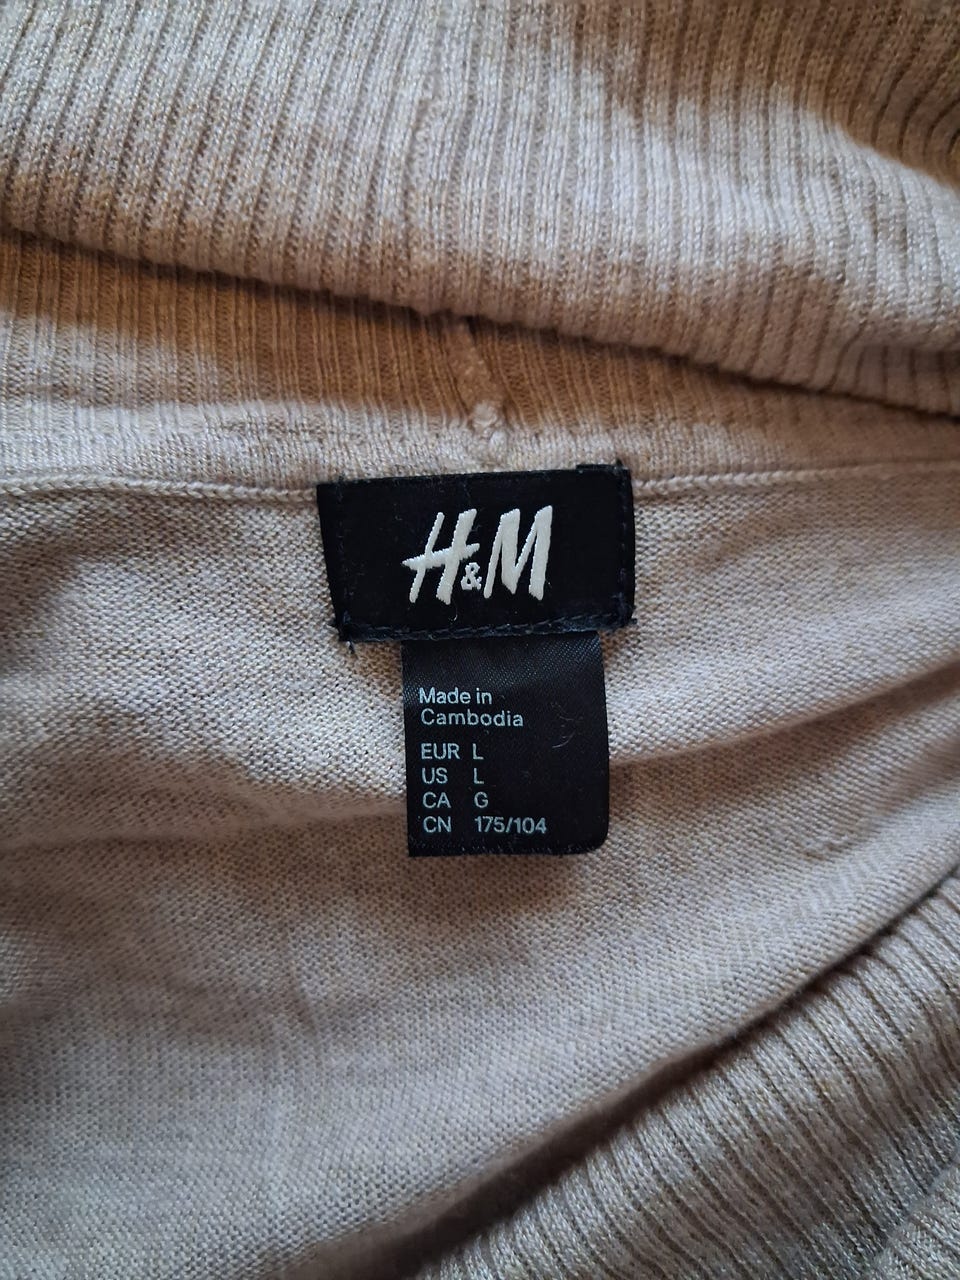 H&M
Made in
Cambodia
EUR L
US L
CA G
CN 175/104